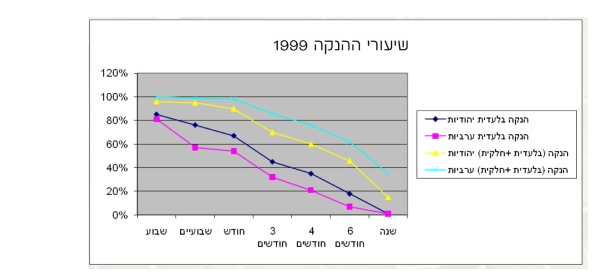 שיעורי ההנקה 1999
120%
100%
80%
60%
40%
20%
0%
שבוע
שבועיים
חודש
3 חודשים
4 חודשים
6 חודשים
שנה
הנקה בלעדית יהודיות
הנקה בלעדית ערביות
הנקה (בלעדית +חלקית) יהודיות
הנקה (בלעדית +חלקית) ערביות